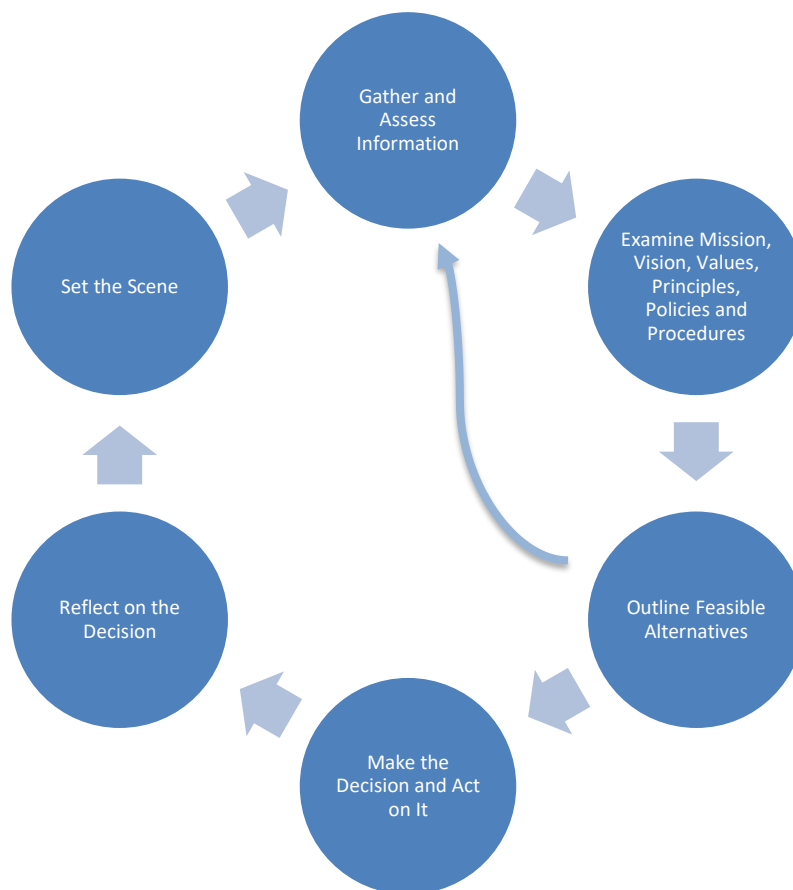 Gather and
Assess
Information
Examine Mission,
Vision, Values,
Principles,
Policies and
Procedures
Set the Scene
Outline Feasible
Alternatives
Reflect on the
Decision
Make the
Decision and Act
on It